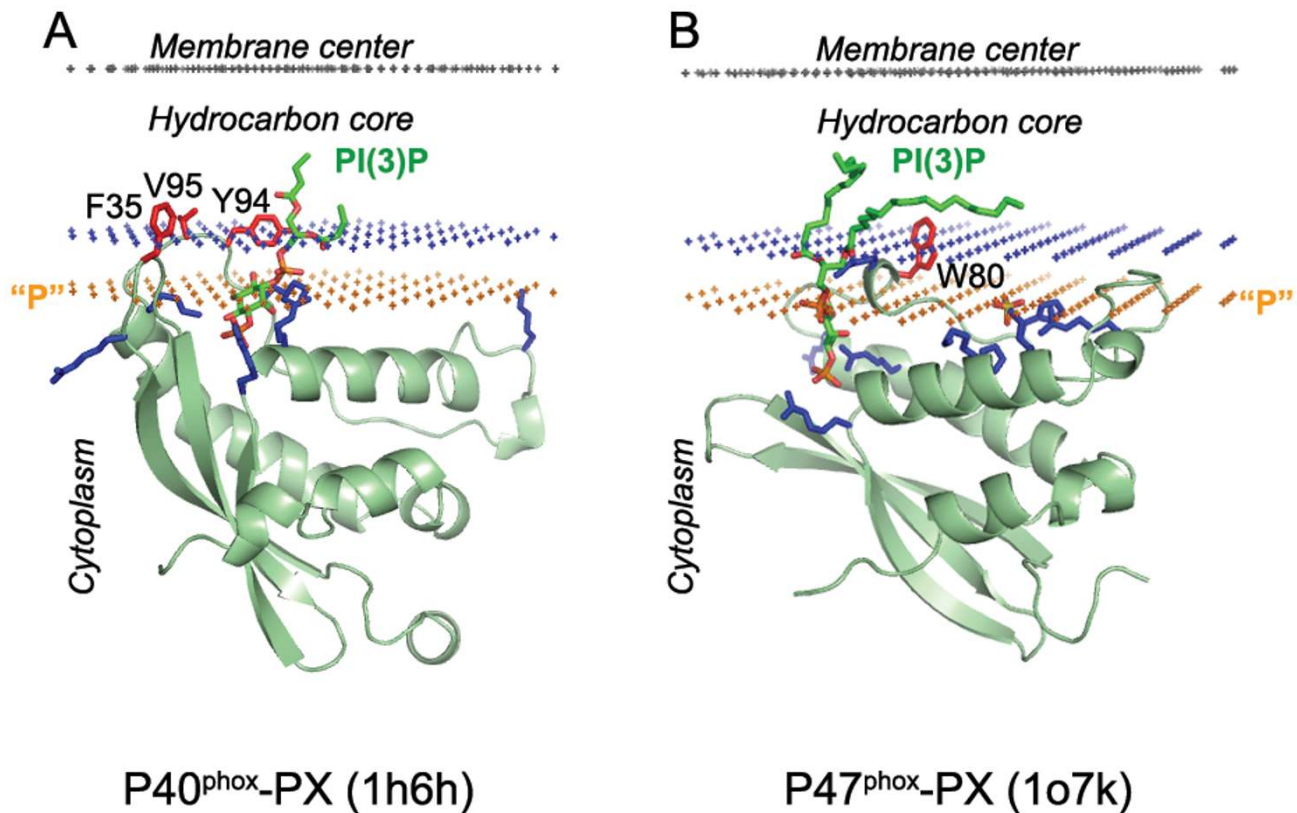 A
Membrane center
Hydrocarbon core
PI(3)P
V95
F35
Y94
“P”
Cytoplasm
P40phox-PX (1h6h)
B
Membrane center
Hydrocarbon core
PI(3)P
W80
“P”
Cytoplasm
P47phox-PX (1o7k)